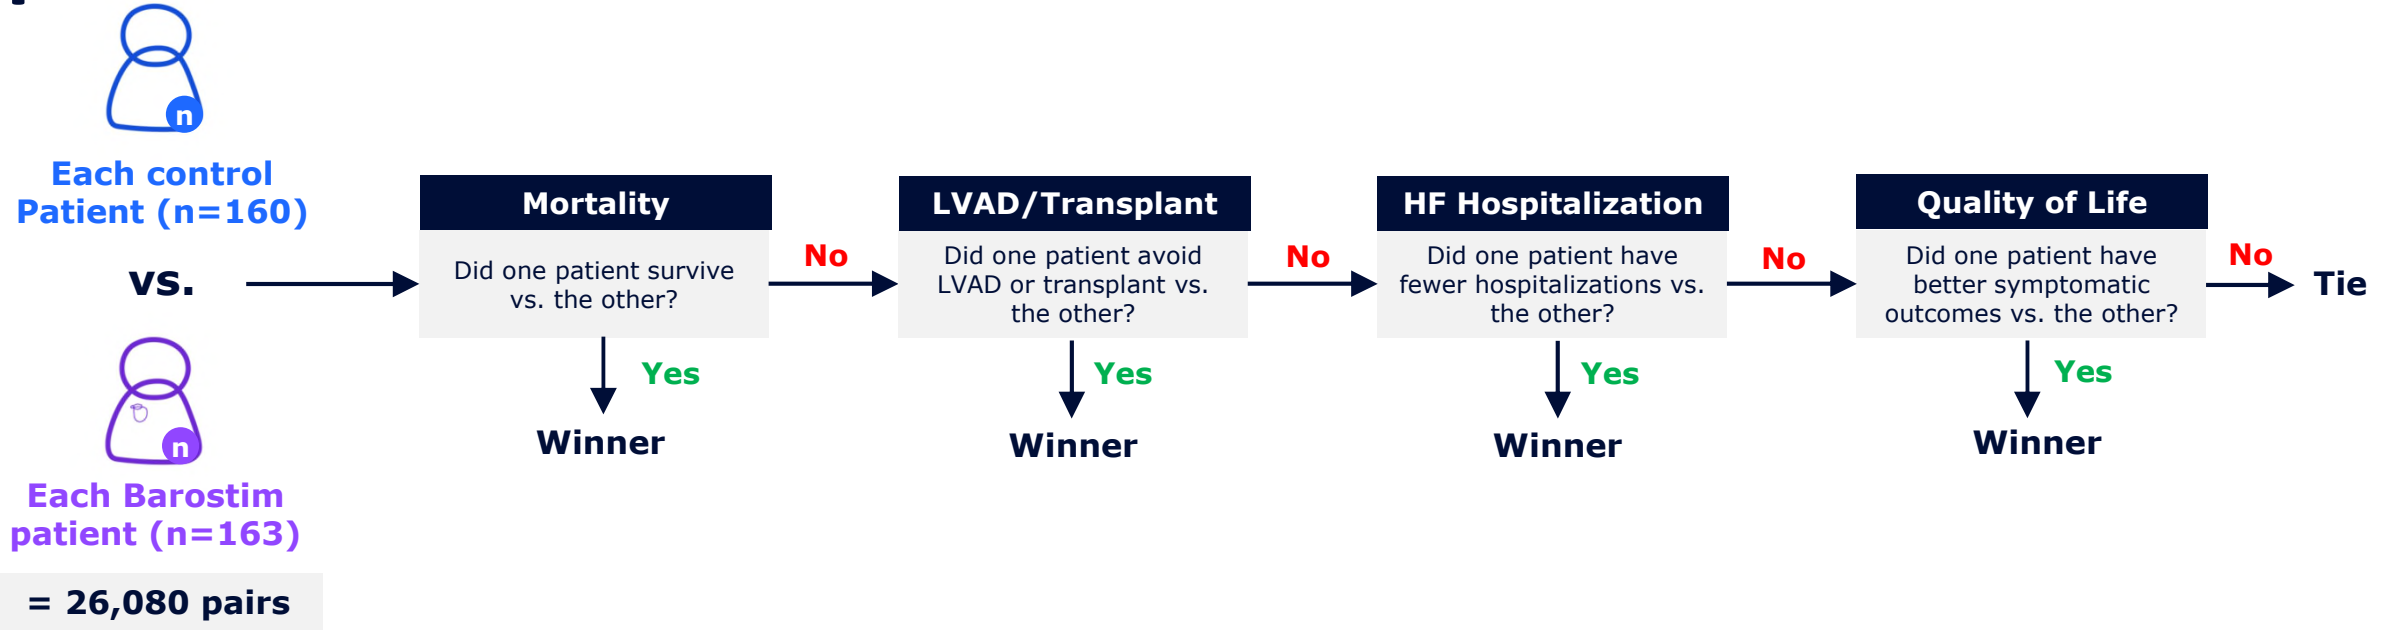 n
Each control
Patient (n=160)
vs.
n
Each Barostim
patient (n=163)
= 26,080 pairs
Mortality
Did one patient survive
vs. the other?
No
Yes
Winner
LVAD/Transplant
Did one patient avoid
LVAD or transplant vs.
the other?
No
Yes
Winner
HF Hospitalization
Did one patient have
fewer hospitalizations vs.
the other?
No
Yes
Winner
Quality of Life
Did one patient have
better symptomatic
outcomes vs. the other?
No
Tie
Yes
Winner